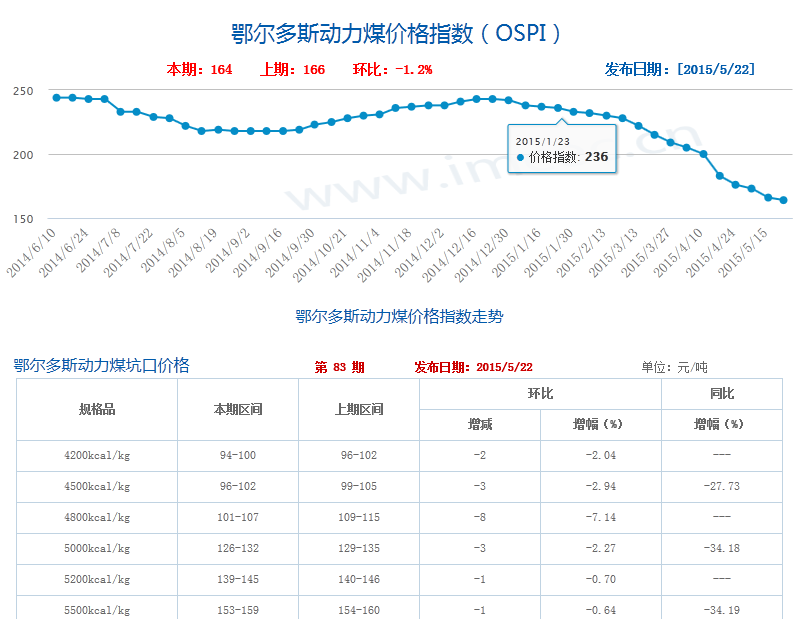 鄂尔多斯动力煤价格指数（OSPI）
本期：164 上期：166 环比：-1.2% 发布日期：[2015/5/22]
250
200
150
2015/1/23
价格指数: 236
2014/6/10 2014/6/24 2014/7/8 2014/7/22 2014/8/5 2014/8/19 2014/9/2 2014/9/16 2014/9/30 2014/10/21 2014/11/4 2014/11/18 2014/12/2 2014/12/16 2014/12/30 2015/1/16 2015/1/30 2015/2/13 2015/3/13 2015/3/27 2015/4/10 2015/4/24 2015/5/15
鄂尔多斯动力煤价格指数走势
鄂尔多斯动力煤坑口价格 第 83 期 发布日期：2015/5/22 单位：元/吨
规格品 本期区间 上期区间 环比 同比
增减 增幅（%） 增幅（%）
4200kcal/kg 94-100 96-102 -2 -2.04 ---
4500kcal/kg 96-102 99-105 -3 -2.94 -27.73
4800kcal/kg 101-107 109-115 -8 -7.14 ---
5000kcal/kg 126-132 129-135 -3 -2.27 -34.18
5200kcal/kg 139-145 140-146 -1 -0.70 ---
5500kcal/kg 153-159 154-160 -1 -0.64 -34.19